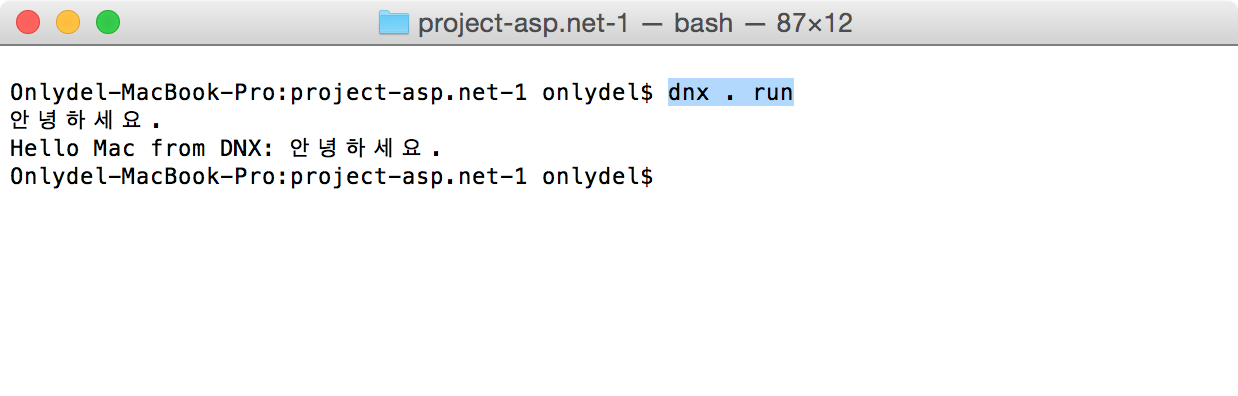 project-asp.net-1 — bash — 87×12
Onlydel-MacBook-Pro:project-asp.net-1 onlydel$ dnx . run
안녕하세요.
Hello Mac from DNX: 안녕하세요.
Onlydel-MacBook-Pro:project-asp.net-1 onlydel$